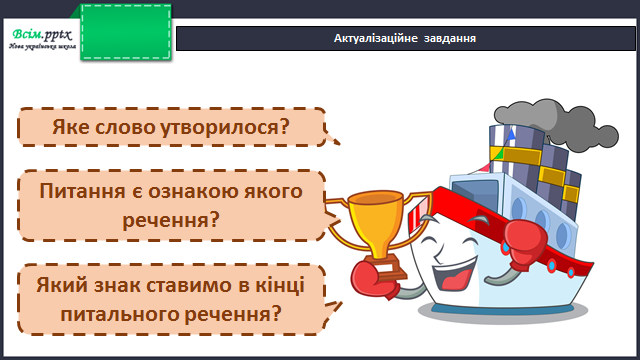 Всім.pptx
Нова українська школа
Актуалізаційне завдання
Яке слово утворилося?
Питання є ознакою якого
речення?
Який знак ставимо в кінці
питального речення?